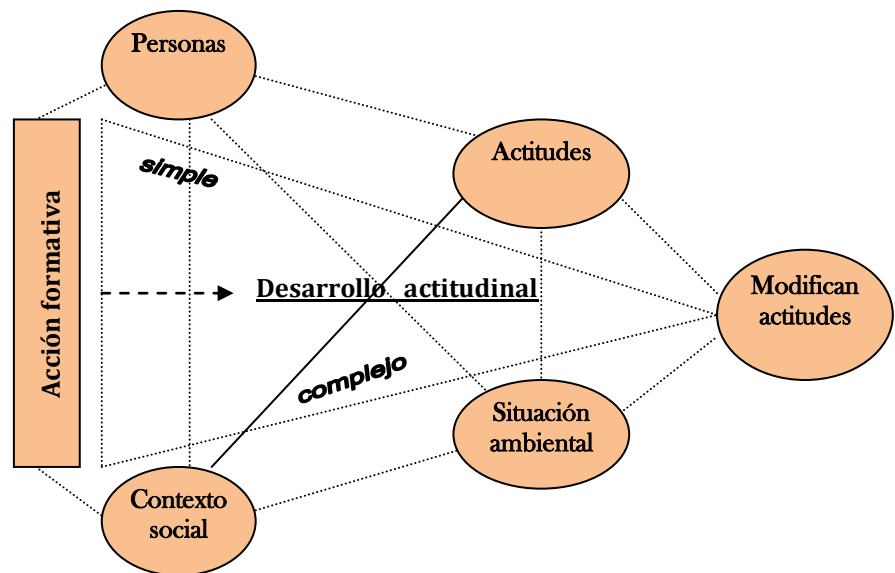 Personas
Actitudes
simple
Acción formativa
Desarrollo actitudinal
Modifican
actitudes
complejo
Situación
ambiental
Contexto
social